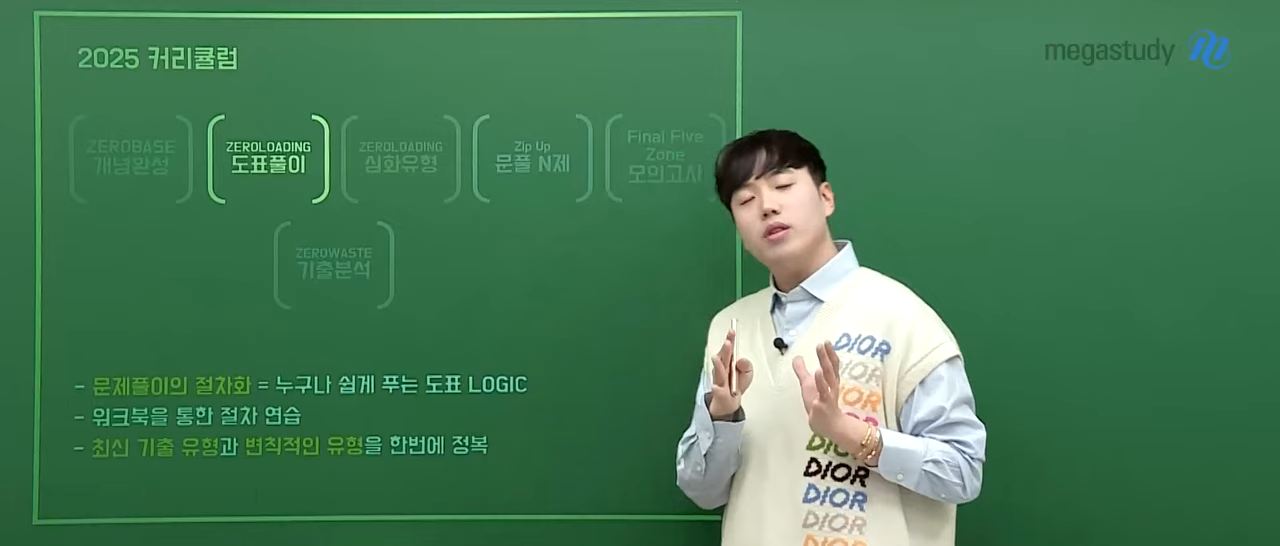 2025 커리큘럼
megastudy
ZEROBASE
개념완성
ZEROLOADING
도표풀이
ZEROLOADING
심화유형
Zip Up
문풀 N제
Final Five
Zone
모의고사
ZEROWASTE
기출분석
- 문제풀이의 절차화 = 누구나 쉽게 푸는 도표 LOGIC
- 워크북을 통한 절차 연습
- 최신 기출 유형과 변칙적인 유형을 한번에 정복
DIOR
DIOR
DIOR
DIOR
DIOR
DIOR
DIOR